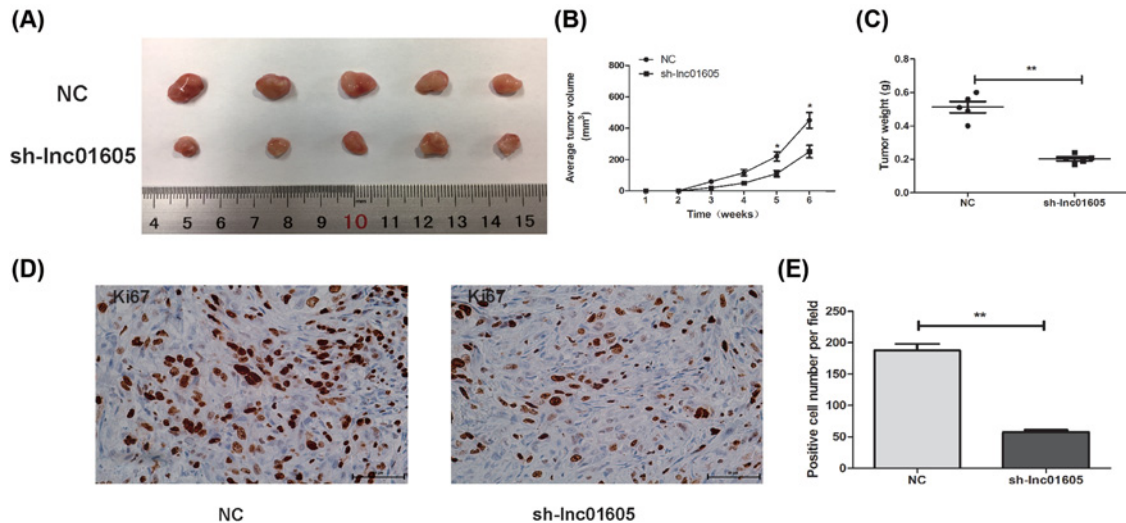 (A)
NC
sh-lnc01605
4 5 6 7 8 9 10 11 12 13 14 15
mm
(B)
NC
sh-lnc01605
Average tumor volume
(mm³)
800
600
400
200
0
*
*
1 2 3 4 5 6
Time（weeks）
(C)
Tumor weight (g)
0.8
0.6
0.4
0.2
0.0
**
NC sh-lnc01605
(D)
Ki67
NC
Ki67
sh-lnc01605
(E)
Positive cell number per field
250
200
150
100
50
0
**
NC sh-lnc01605